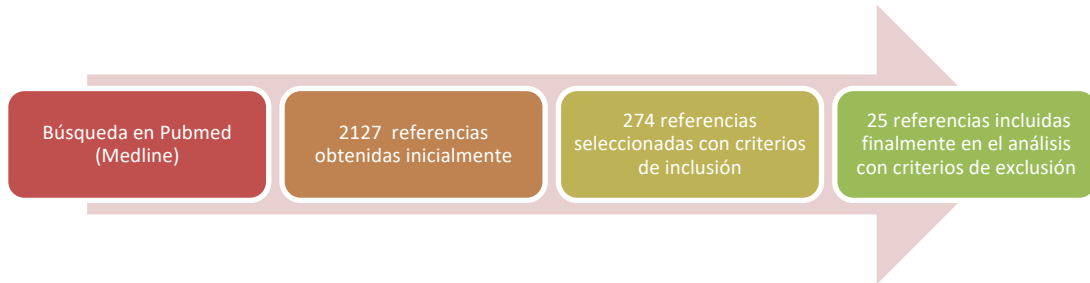 Búsqueda en Pubmed
(Medline)
2127 referencias
obtenidas inicialmente
274 referencias
seleccionadas con criterios
de inclusión
25 referencias incluidas
finalmente en el análisis
con criterios de exclusión